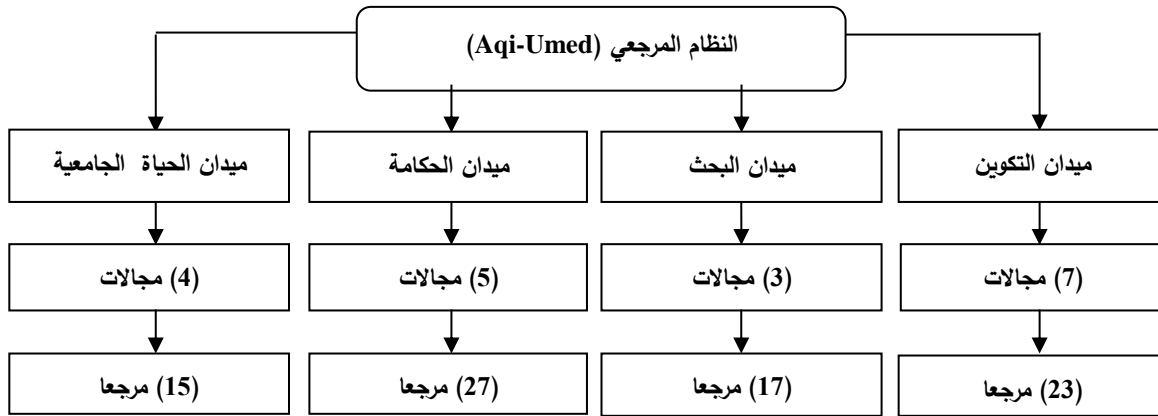 النظام المرجعي (Aqi-Umed)
ميدان التكوين
ميدان البحث
ميدان الحكامة
ميدان الحياة الجامعية
(7) مجالات
(3) مجالات
(5) مجالات
(4) مجالات
(23) مرجعا
(17) مرجعا
(27) مرجعا
(15) مرجعا